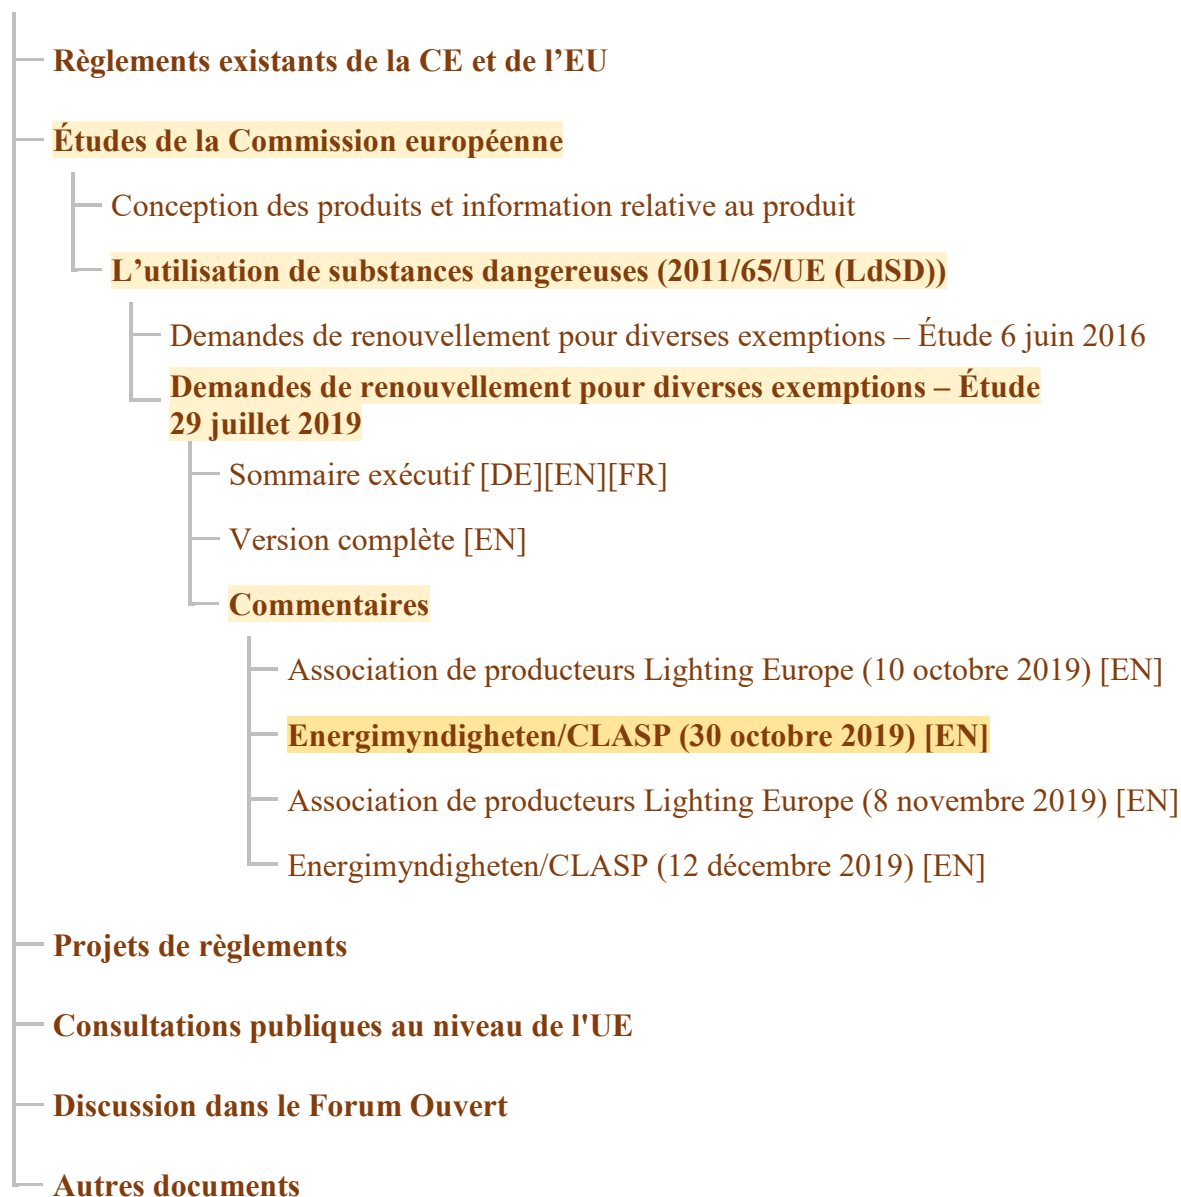 Règlements existants de la CE et de l’EU
Études de la Commission européenne
Conception des produits et information relative au produit
L’utilisation de substances dangereuses (2011/65/UE (LdSD))
Demandes de renouvellement pour diverses exemptions – Étude 6 juin 2016
Demandes de renouvellement pour diverses exemptions – Étude
29 juillet 2019
Sommaire exécutif [DE][EN][FR]
Version complète [EN]
Commentaires
Association de producteurs Lighting Europe (10 octobre 2019) [EN]
Energimyndigheten/CLASP (30 octobre 2019) [EN]
Association de producteurs Lighting Europe (8 novembre 2019) [EN]
Energimyndigheten/CLASP (12 décembre 2019) [EN]
Projets de règlements
Consultations publiques au niveau de l'UE
Discussion dans le Forum Ouvert
Autres documents